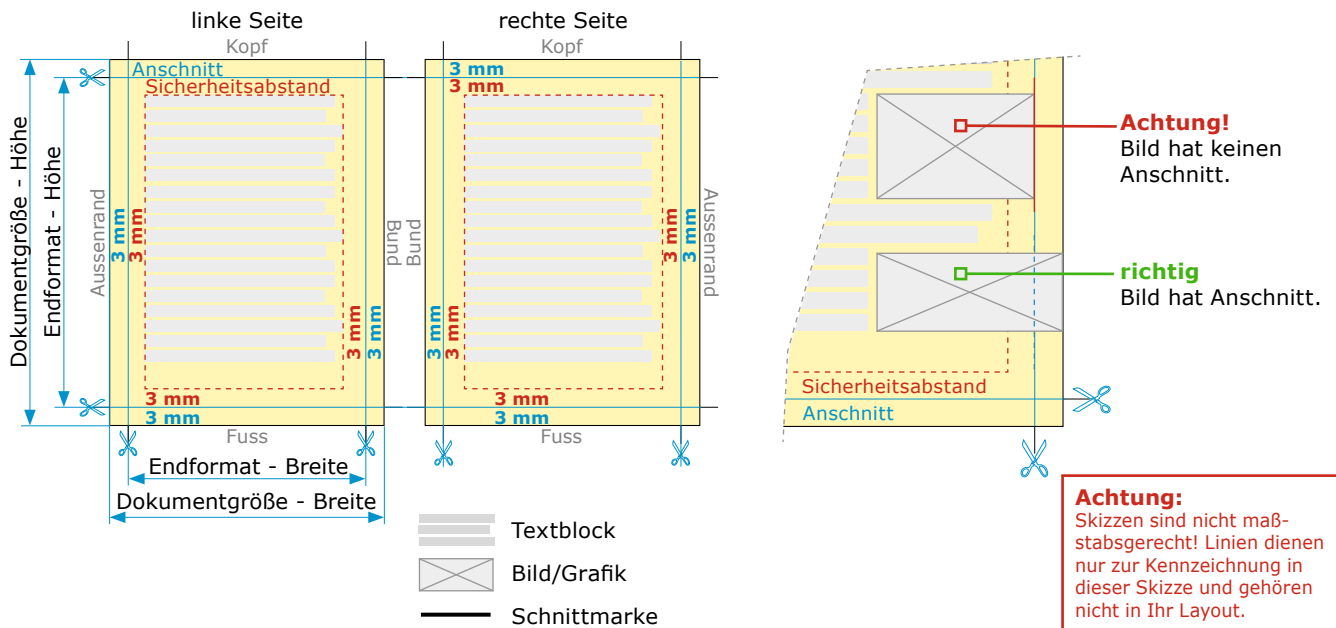 linke Seite
Kopf
Anschnitt
Sicherheitsabstand
Dokumentgröße - Höhe
Endformat - Höhe
Aussenrand
3 mm
3 mm
Bund
3 mm
3 mm
3 mm
3 mm
Fuss
Endformat - Breite
Dokumentgröße - Breite
rechte Seite
Kopf
3 mm
3 mm
Bund
3 mm
3 mm
Aussenrand
3 mm
3 mm
3 mm
3 mm
Fuss
Textblock
Bild/Grafik
Schnittmarke
Achtung!
Bild hat keinen
Anschnitt.
richtig
Bild hat Anschnitt.
Sicherheitsabstand
Anschnitt
Achtung:
Skizzen sind nicht maß-
stabsgerecht! Linien dienen
nur zur Kennzeichnung in
dieser Skizze und gehören
nicht in Ihr Layout.